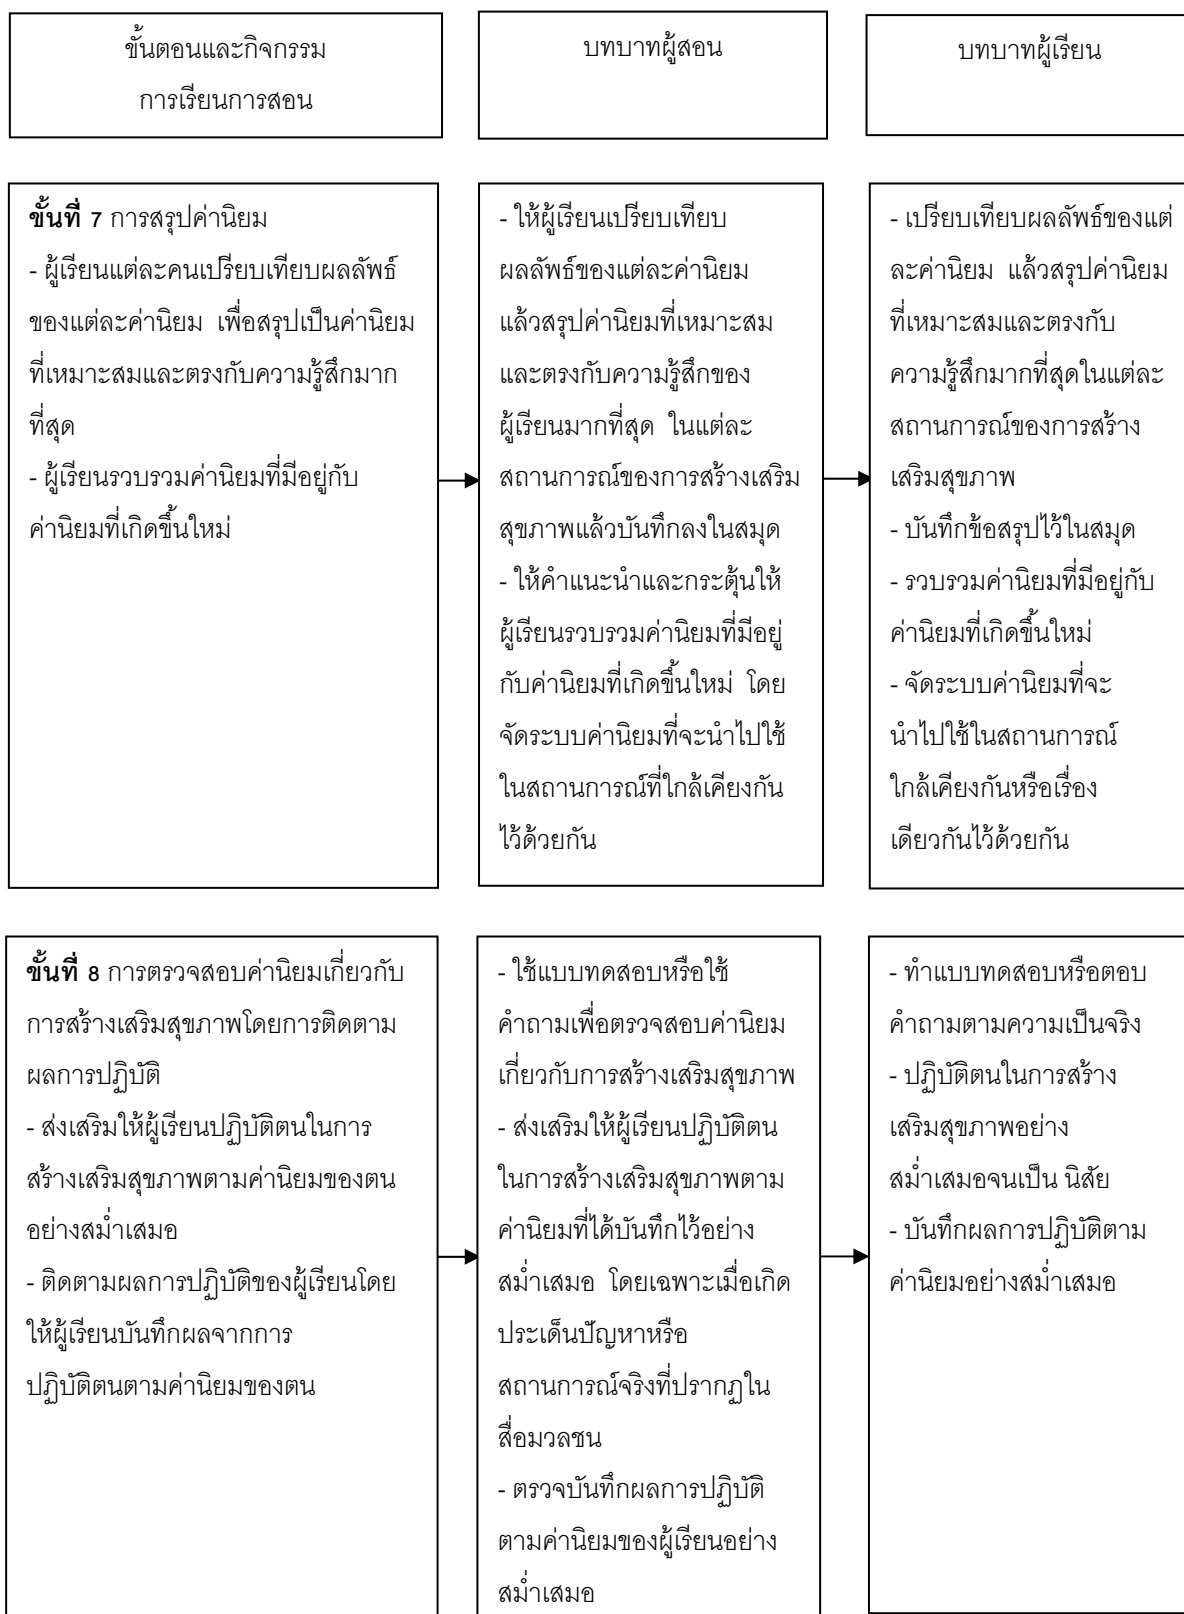 ขั้นตอนและกิจกรรม
การเรียนการสอน
บทบาทผู้สอน
บทบาทผู้เรียน
ขั้นที่ 7 การสรุปค่านิยม
- ผู้เรียนแต่ละคนเปรียบเทียบผลลัพธ์
ของแต่ละค่านิยม เพื่อสรุปเป็นค่านิยม
ที่เหมาะสมและตรงกับความรู้สึกมาก
ที่สุด
- ผู้เรียนรวบรวมค่านิยมที่มีอยู่กับ
ค่านิยมที่เกิดขึ้นใหม่
- ให้ผู้เรียนเปรียบเทียบ
ผลลัพธ์ของแต่ละค่านิยม
แล้วสรุปค่านิยมที่เหมาะสม
และตรงกับความรู้สึกของ
ผู้เรียนมากที่สุด ในแต่ละ
สถานการณ์ของการสร้างเสริม
สุขภาพแล้วบันทึกลงในสมุด
- ให้คำแนะนำและกระตุ้นให้
ผู้เรียนรวบรวมค่านิยมที่มีอยู่
กับค่านิยมที่เกิดขึ้นใหม่ โดย
จัดระบบค่านิยมที่จะนำไปใช้
ในสถานการณ์ที่ใกล้เคียงกัน
ไว้ด้วยกัน
- เปรียบเทียบผลลัพธ์ของแต่
ละค่านิยม แล้วสรุปค่านิยม
ที่เหมาะสมและตรงกับ
ความรู้สึกมากที่สุดในแต่ละ
สถานการณ์ของการสร้าง
เสริมสุขภาพ
- บันทึกข้อสรุปไว้ในสมุด
- รวบรวมค่านิยมที่มีอยู่กับ
ค่านิยมที่เกิดขึ้นใหม่
- จัดระบบค่านิยมที่จะ
นำไปใช้ในสถานการณ์
ใกล้เคียงกันหรือเรื่อง
เดียวกันไว้ด้วยกัน
ขั้นที่ 8 การตรวจสอบค่านิยมเกี่ยวกับ
การสร้างเสริมสุขภาพโดยการติดตาม
ผลการปฏิบัติ
- ส่งเสริมให้ผู้เรียนปฏิบัติตนในการ
สร้างเสริมสุขภาพตามค่านิยมของตน
อย่างสม่ำเสมอ
- ติดตามผลการปฏิบัติของผู้เรียนโดย
ให้ผู้เรียนบันทึกผลจากการ
ปฏิบัติตนตามค่านิยมของตน
- ใช้แบบทดสอบหรือใช้
คำถามเพื่อตรวจสอบค่านิยม
เกี่ยวกับการสร้างเสริมสุขภาพ
- ส่งเสริมให้ผู้เรียนปฏิบัติตน
ในการสร้างเสริมสุขภาพตาม
ค่านิยมที่ได้บันทึกไว้อย่าง
สม่ำเสมอ โดยเฉพาะเมื่อเกิด
ประเด็นปัญหาหรือ
สถานการณ์จริงที่ปรากฏใน
สื่อมวลชน
- ตรวจบันทึกผลการปฏิบัติ
ตามค่านิยมของผู้เรียนอย่าง
สม่ำเสมอ
- ทำแบบทดสอบหรือตอบ
คำถามตามความเป็นจริง
- ปฏิบัติตนในการสร้าง
เสริมสุขภาพอย่าง
สม่ำเสมอจนเป็น นิสัย
- บันทึกผลการปฏิบัติตาม
ค่านิยมอย่างสม่ำเสมอ